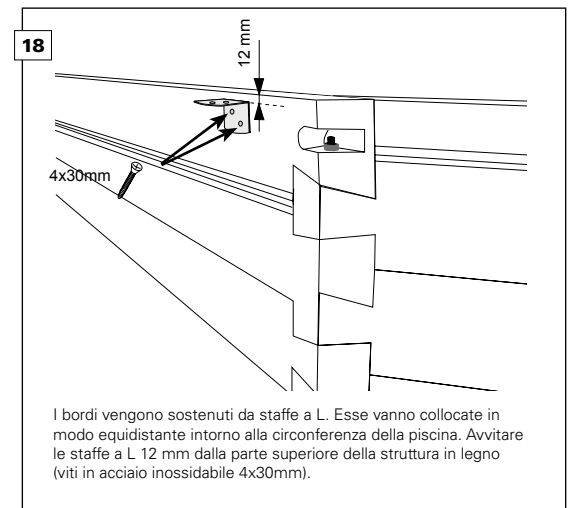 18
12 mm
4x30mm
I bordi vengono sostenuti da staffe a L. Esse vanno collocate in
modo equidistante intorno alla circonferenza della piscina. Avvitare
le staffe a L 12 mm dalla parte superiore della struttura in legno
(viti in acciaio inossidabile 4x30mm).